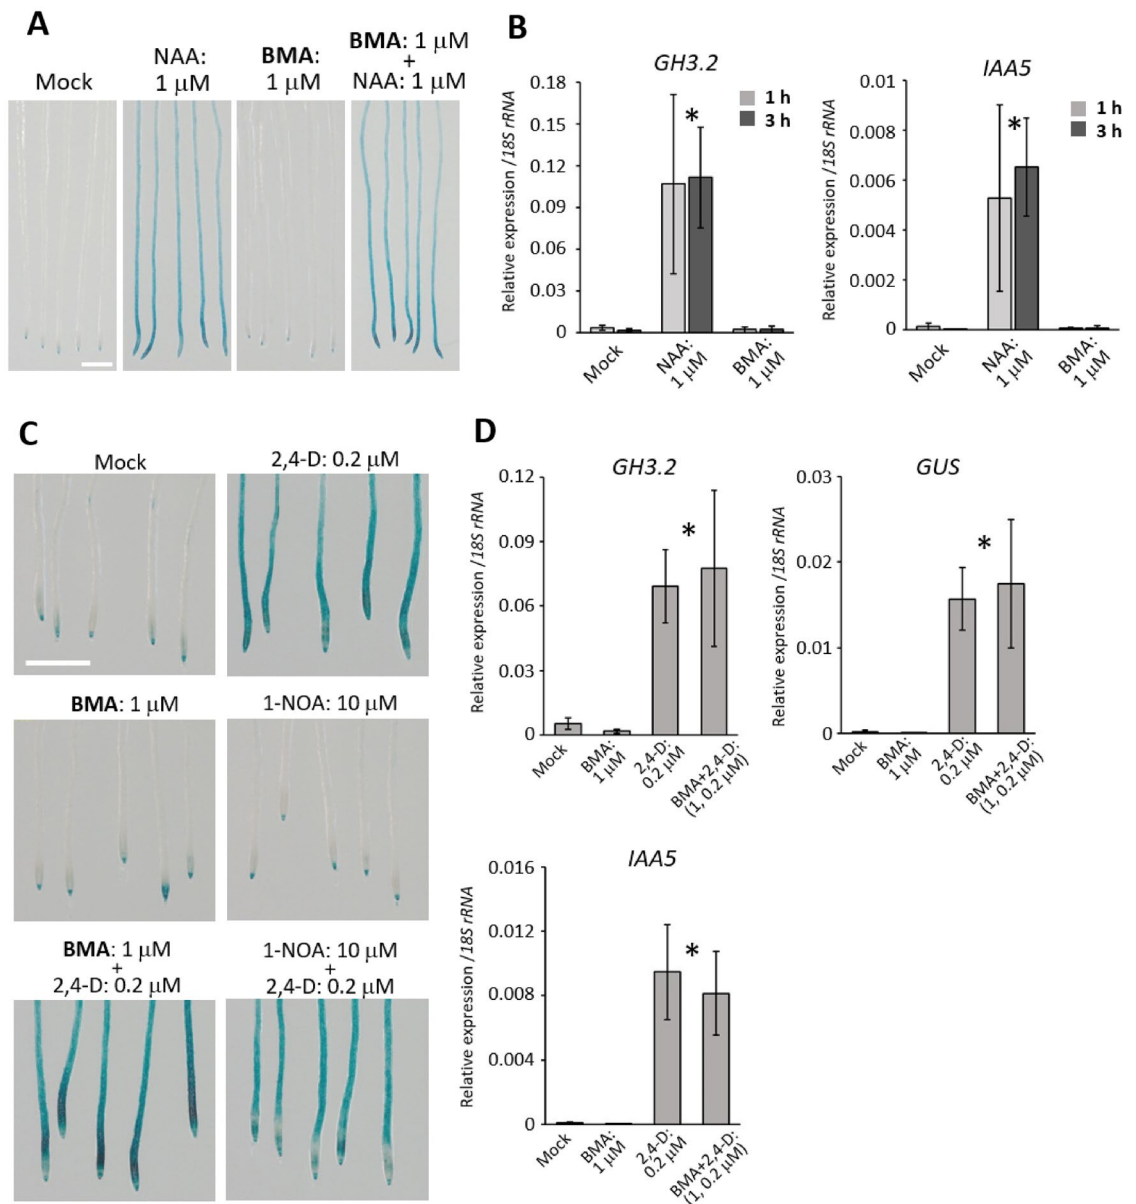 A
Mock
NAA:
1 μM
BMA:
1 μM
BMA: 1 μM
+
NAA: 1 μM
B
GH3.2
Relative expression /18S rRNA
0.18
0.15
0.12
0.09
0.06
0.03
0
*
1 h
3 h
Mock
NAA:
1 μM
BMA:
1 μM
IAA5
Relative expression /18S rRNA
0.01
0.008
0.006
0.004
0.002
0
*
1 h
3 h
Mock
NAA:
1 μM
BMA:
1 μM
C
Mock
2,4-D: 0.2 μM
BMA: 1 μM
1-NOA: 10 μM
BMA: 1 μM
+
2,4-D: 0.2 μM
1-NOA: 10 μM
+
2,4-D: 0.2 μM
D
GH3.2
Relative expression /18S rRNA
0.12
0.09
0.06
0.03
0
*
Mock
BMA:
1 μM
2,4-D:
0.2 μM
BMA+2,4-D:
(1, 0.2 μM)
GUS
Relative expression /18S rRNA
0.03
0.02
0.01
0
*
Mock
BMA:
1 μM
2,4-D:
0.2 μM
BMA+2,4-D:
(1, 0.2 μM)
IAA5
Relative expression /18S rRNA
0.016
0.012
0.008
0.004
0
*
Mock
BMA:
1 μM
2,4-D:
0.2 μM
BMA+2,4-D:
(1, 0.2 μM)